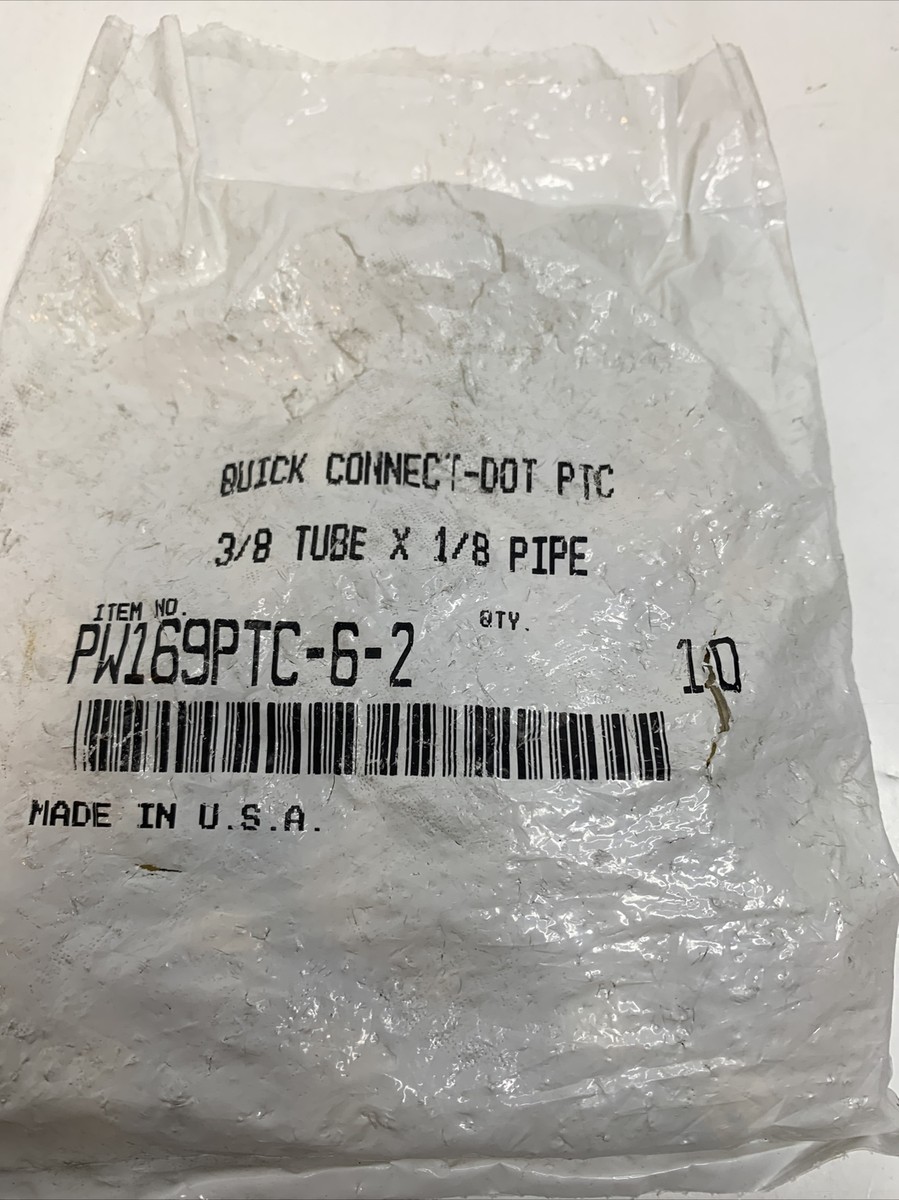 QUICK CONNECT-DOT PTC
3/8 TUBE X 1/8 PIPE
ITEM NO. QTY.
PW169PTC-6-2 10
MADE IN U.S.A.